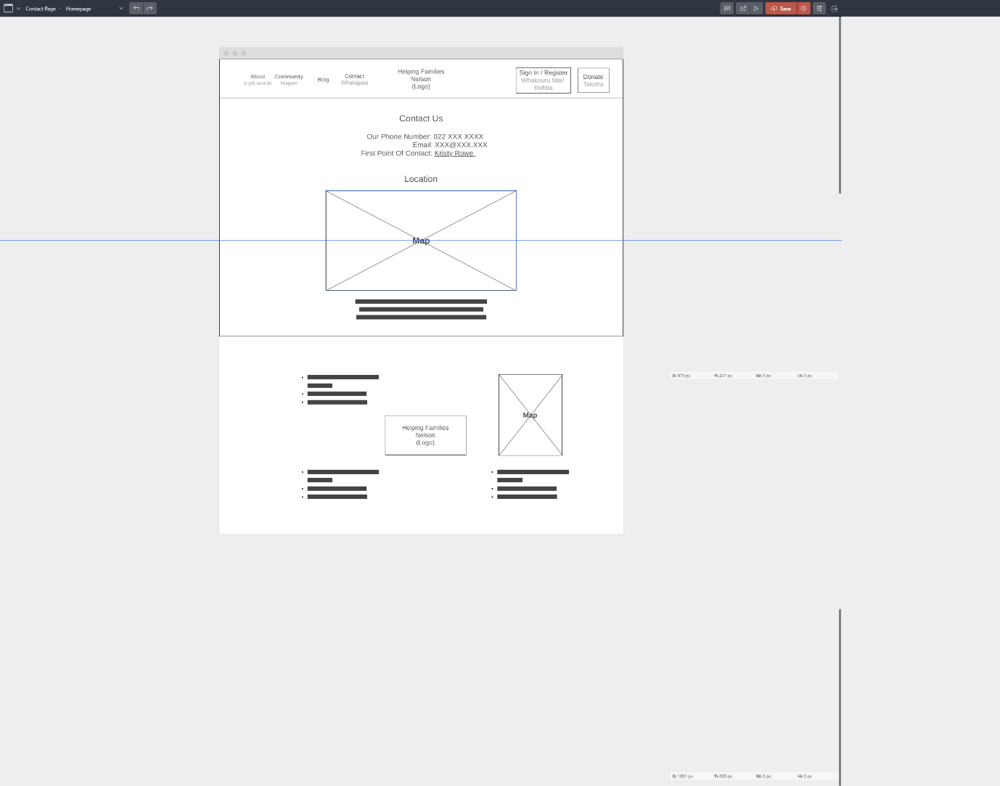 Contact Page – Homepage
Save
About
e pā ana ki
Community
Hapori
Blog
Contact
Whakapaa
Helping Families
Nelson
(Logo)
Sign In / Register
Whakouru Mai/
Rehita
Donate
Takoha
Contact Us
Our Phone Number: 022 XXX XXXX
Email: XXX@XXX.XXX
First Point Of Contact: Kristy Rowe
Location
Map
X: 673 px Y: 497 px W: 0 px H: 0 px
Map
Helping Families
Nelson
(Logo)
X: 1001 px Y: 896 px W: 0 px H: 0 px